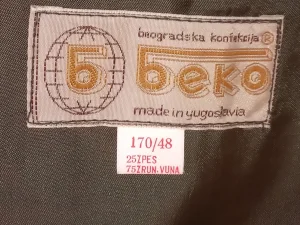 beogradska konfekcija ®
б беко
made in yugoslavia
170/48
25%PES
75%RUN.VUNA